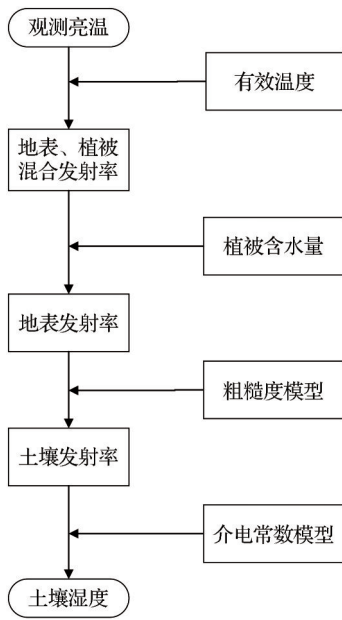 观测亮温
有效温度
地表、植被
混合发射率
植被含水量
地表发射率
粗糙度模型
土壤发射率
介电常数模型
土壤湿度